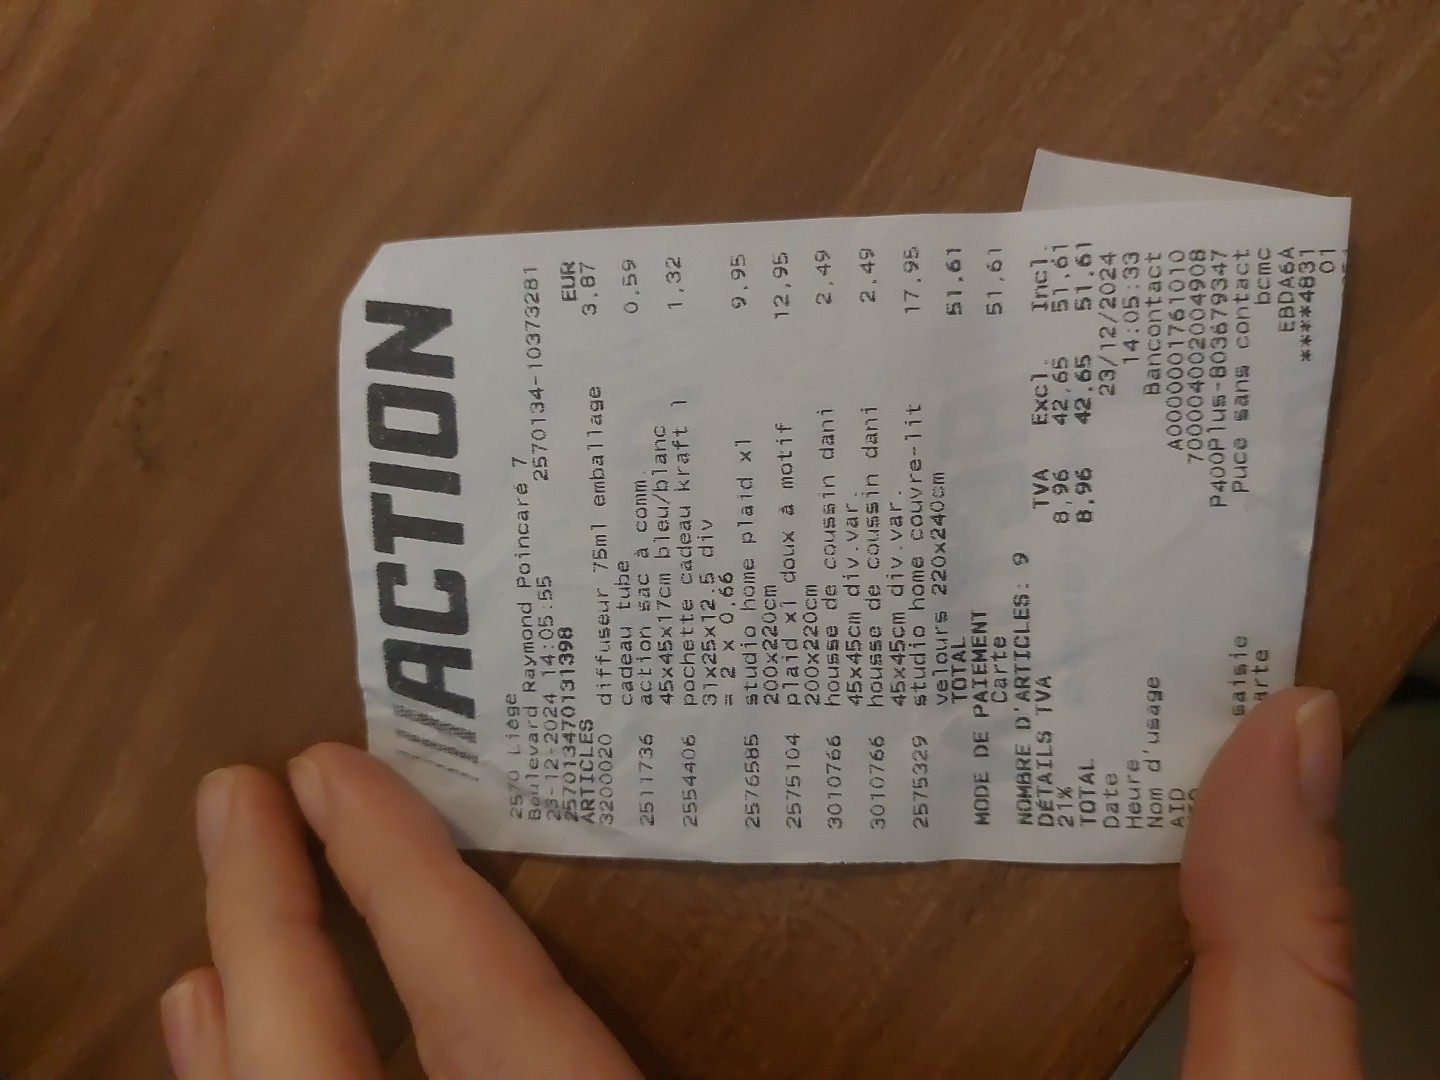 ACTION
2570 Liège
Boulevard Raymond Poincaré 7
23-12-2024 14:05:55 2570134-10373281
2570134701 31398
ARTICLES EUR
3200020 diffuseur 75ml emballage 3.87
cadeau tube
2511736 action sac à comm. 0.59
45x45x17cm bleu/blanc
2554406 pochette cadeau kraft l 1.32
31x25x12.5 div
= 2 x 0,66
2576585 studio home plaid xl 9.95
200x220cm
2575104 plaid xl doux à motif 12.95
200x220cm
3010766 housse de coussin dani 2.49
45x45cm div.var.
3010766 housse de coussin dani 2.49
45x45cm div.var.
2575329 studio home couvre-lit 17.95
velours 220x240cm
TOTAL 51.61
MODE DE PAIEMENT
Carte 51,61
NOMBRE D'ARTICLES: 9
DÉTAILS TVA TVA Excl. Incl.
21% 8,96 42,65 51,61
TOTAL 8,96 42,65 51,61
Date 23/12/2024
Heure 14:05:33
Nom d'usage Bancontact
AID A0000001761010
7000040020004908
P400Plus-803679347
saisie Puce sans contact
arte bcmc
EBDA6A
****4831
01